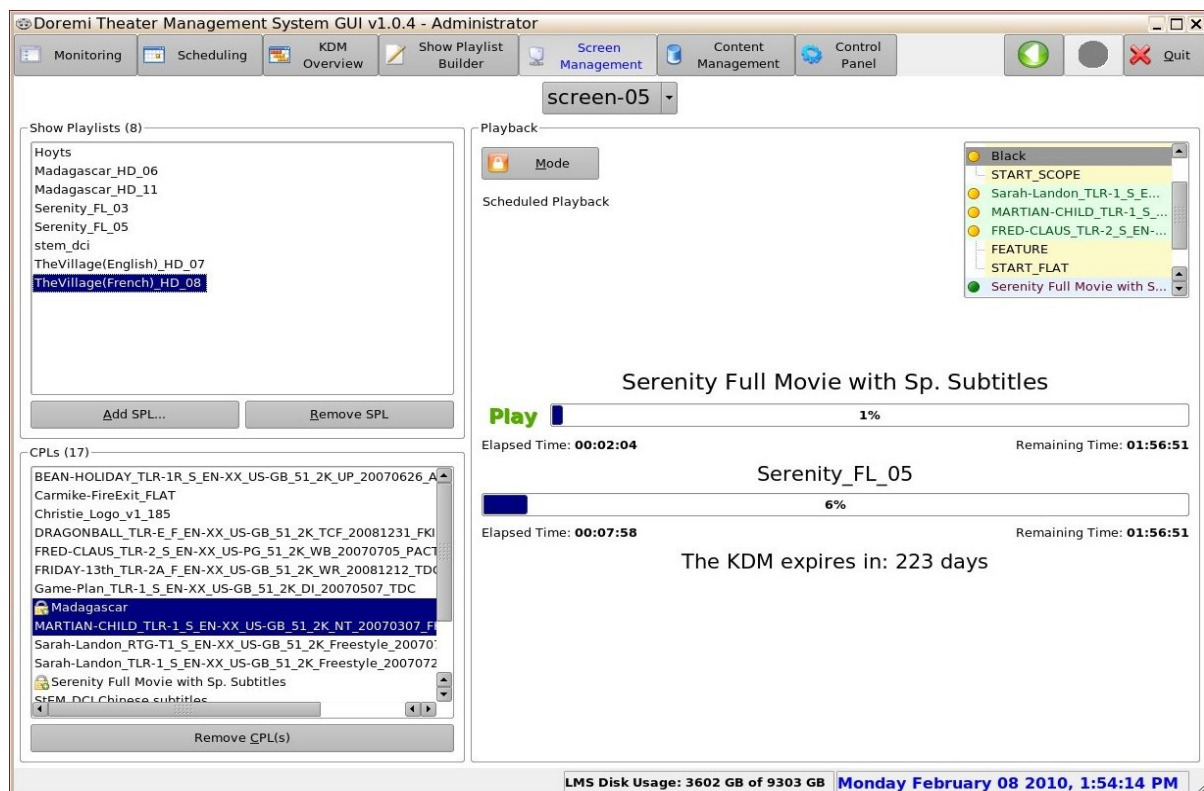 Doremi Theater Management System GUI v1.0.4 - Administrator
Monitoring
Scheduling
KDM Overview
Show Playlist Builder
Screen Management
Content Management
Control Panel
Quit
screen-05
Show Playlists (8)
Hoyts
Madagascar_HD_06
Madagascar_HD_11
Serenity_FL_03
Serenity_FL_05
stem_dci
TheVillage(English)_HD_07
TheVillage(French)_HD_08
Add SPL...
Remove SPL
CPLs (17)
BEAN-HOLIDAY_TLR-1R_S_EN-XX_US-GB_51_2K_UP_20070626_A
Carmike-FireExit_FLAT
Christie_Logo_v1_185
DRAGONBALL_TLR-E_F_EN-XX_US-GB_51_2K_TCF_20081231_FKI
FRED-CLAUS_TLR-2_S_EN-XX_US-PG_51_2K_WB_20070705_PACT
FRIDAY-13th_TLR-2A_F_EN-XX_US-GB_51_2K_WR_20081212_TDC
Game-Plan_TLR-1_S_EN-XX_US-GB_51_2K_DI_20070507_TDC
Madagascar
MARTIAN-CHILD_TLR-1_S_EN-XX_US-GB_51_2K_NT_20070307_F
Sarah-Landon_RTG-T1_S_EN-XX_US-GB_51_2K_Freestyle_20070
Sarah-Landon_TLR-1_S_EN-XX_US-GB_51_2K_Freestyle_2007072
Serenity Full Movie with Sp. Subtitles
StEM_DCI Chinese subtitles
Remove CPL(s)
Playback
Mode
Scheduled Playback
Black
START_SCOPE
Sarah-Landon_TLR-1_S_E...
MARTIAN-CHILD_TLR-1_S_...
FRED-CLAUS_TLR-2_S_EN-...
FEATURE
START_FLAT
Serenity Full Movie with S...
Serenity Full Movie with Sp. Subtitles
Play
1%
Elapsed Time: 00:02:04
Remaining Time: 01:56:51
Serenity_FL_05
6%
Elapsed Time: 00:07:58
Remaining Time: 01:56:51
The KDM expires in: 223 days
LMS Disk Usage: 3602 GB of 9303 GB
Monday February 08 2010, 1:54:14 PM